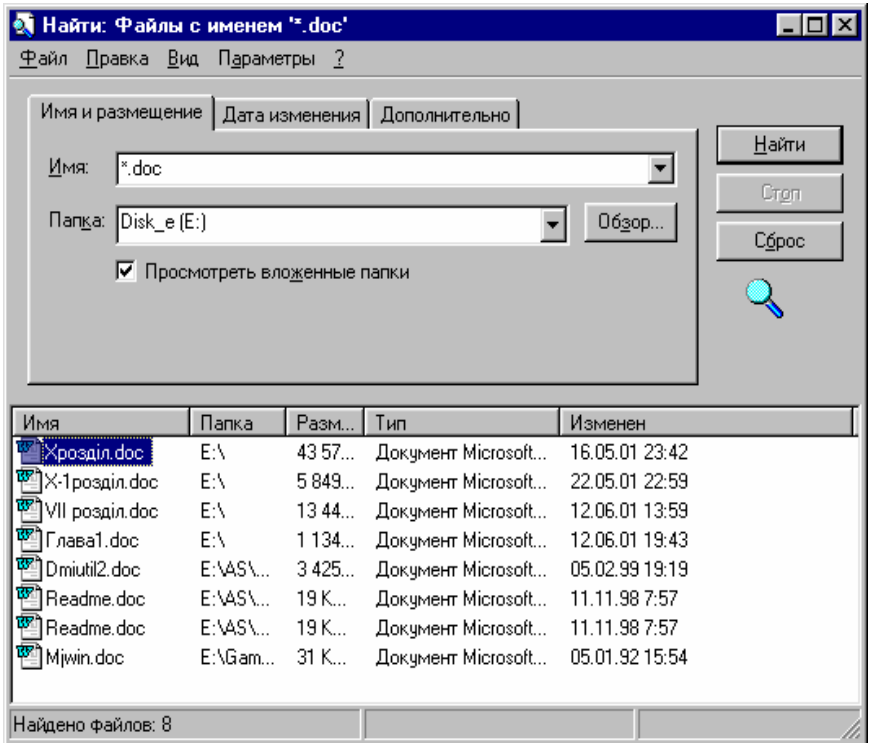 Найти: Файлы с именем '*.doc'
Файл Правка Вид Параметры ?
Имя и размещение Дата изменения Дополнительно
Имя: *.doc
Папка: Disk_e (E:) Обзор...
Просмотреть вложенные папки
Найти
Стоп
Сброс
Имя Папка Разм... Тип Изменен
Xрозділ.doc E:\ 43 57... Документ Microsoft... 16.05.01 23:42
X-1розділ.doc E:\ 5 849... Документ Microsoft... 22.05.01 22:59
VII розділ.doc E:\ 13 44... Документ Microsoft... 12.06.01 13:59
Глава1.doc E:\ 1 134... Документ Microsoft... 12.06.01 19:43
Dmiutil2.doc E:\AS\... 3 425... Документ Microsoft... 05.02.99 19:19
Readme.doc E:\AS\... 19 K... Документ Microsoft... 11.11.98 7:57
Readme.doc E:\AS\... 19 K... Документ Microsoft... 11.11.98 7:57
Mjwin.doc E:\Gam... 31 K... Документ Microsoft... 05.01.92 15:54
Найдено файлов: 8